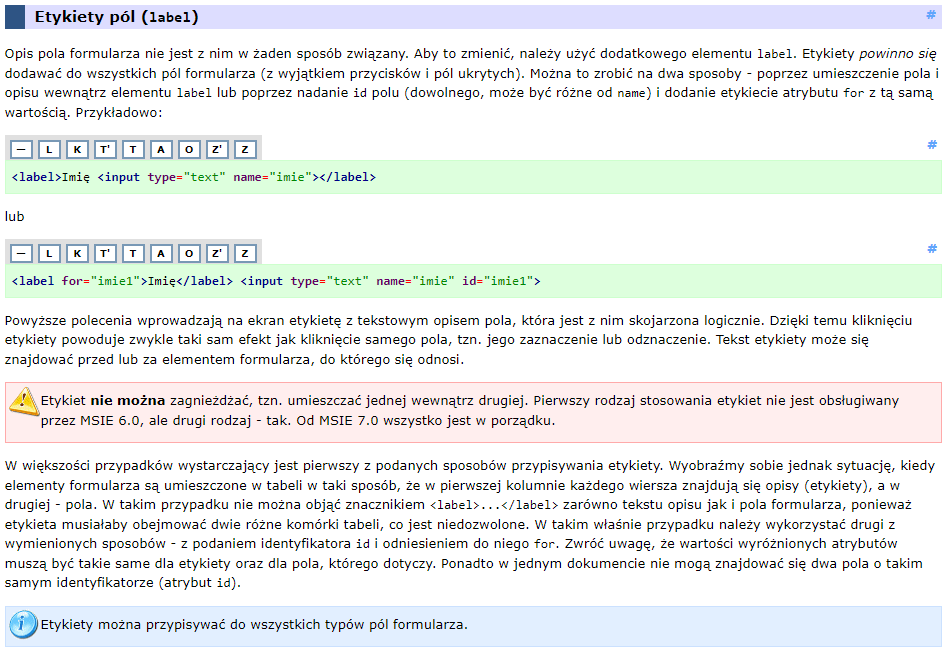 Etykiety pól (label) #
Opis pola formularza nie jest z nim w żaden sposób związany. Aby to zmienić, należy użyć dodatkowego elementu label. Etykiety powinno się
dodawać do wszystkich pól formularza (z wyjątkiem przycisków i pól ukrytych). Można to zrobić na dwa sposoby - poprzez umieszczenie pola i
opisu wewnątrz elementu label lub poprzez nadanie id polu (dowolnego, może być różne od name) i dodanie etykiecie atrybutu for z tą samą
wartością. Przykładowo:
— L K T' T A O Z' Z #
<label>Imię <input type="text" name="imie"></label>
lub
— L K T' T A O Z' Z #
<label for="imie1">Imię</label> <input type="text" name="imie" id="imie1">
Powyższe polecenia wprowadzają na ekran etykietę z tekstowym opisem pola, która jest z nim skojarzona logicznie. Dzięki temu kliknięciu
etykiety powoduje zwykle taki sam efekt jak kliknięcie samego pola, tzn. jego zaznaczenie lub odznaczenie. Tekst etykiety może się
znajdować przed lub za elementem formularza, do którego się odnosi.
Etykiet nie można zagnieżdżać, tzn. umieszczać jednej wewnątrz drugiej. Pierwszy rodzaj stosowania etykiet nie jest obsługiwany
przez MSIE 6.0, ale drugi rodzaj - tak. Od MSIE 7.0 wszystko jest w porządku.
W większości przypadków wystarczający jest pierwszy z podanych sposobów przypisywania etykiety. Wyobraźmy sobie jednak sytuację, kiedy
elementy formularza są umieszczone w tabeli w taki sposób, że w pierwszej kolumnie każdego wiersza znajdują się opisy (etykiety), a w
drugiej - pola. W takim przypadku nie można objąć znacznikiem <label>...</label> zarówno tekstu opisu jak i pola formularza, ponieważ
etykieta musiałaby obejmować dwie różne komórki tabeli, co jest niedozwolone. W takim właśnie przypadku należy wykorzystać drugi z
wymienionych sposobów - z podaniem identyfikatora id i odniesieniem do niego for. Zwróć uwagę, że wartości wyróżnionych atrybutów
muszą być takie same dla etykiety oraz dla pola, którego dotyczy. Ponadto w jednym dokumencie nie mogą znajdować się dwa pola o takim
samym identyfikatorze (atrybut id).
Etykiety można przypisywać do wszystkich typów pól formularza.